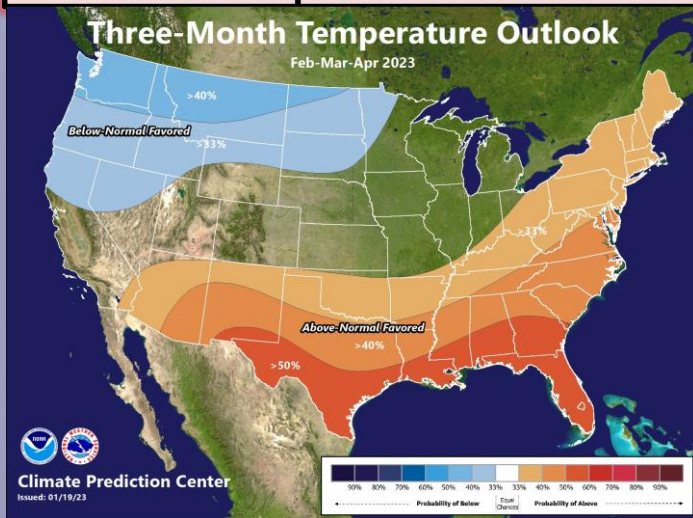 Three-Month Temperature Outlook
Feb-Mar-Apr 2023
>40%
Below-Normal Favored
>33%
>33%
Above-Normal Favored
>40%
>50%
noaa
Climate Prediction Center
Issued: 01/19/23
90% 80% 70% 60% 50% 40% 33% 33% 40% 50% 60% 70% 80% 90%
Probability of Below Equal Chances Probability of Above